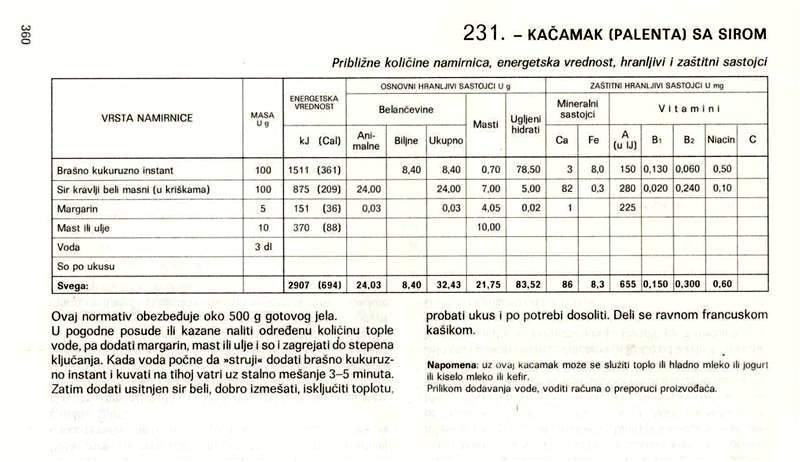 360
231. – KAČAMAK (PALENTA) SA SIROM
Približne količine namirnica, energetska vrednost, hranljivi i zaštitni sastojci
VRSTA NAMIRNICE MASA U g ENERGETSKA VREDNOST OSNOVNI HRANLJIVI SASTOJCI U g ZAŠTITNI HRANLJIVI SASTOJCI U mg
Belančevine Masti Ugljeni hidrati Mineralni sastojci Vitamini
kJ (Cal) Ani-malne Biljne Ukupno Ca Fe A (u IJ) B1 B2 Niacin C
Brašno kukuruzno instant 100 1511 (361) 8,40 8,40 0,70 78,50 3 8,0 150 0,130 0,060 0,50
Sir kravlji beli masni (u kriškama) 100 875 (209) 24,00 24,00 7,00 5,00 82 0,3 280 0,020 0,240 0,10
Margarin 5 151 (36) 0,03 0,03 4,05 0,02 1 225
Mast ili ulje 10 370 (88) 10,00
Voda 3 dl
So po ukusu
Svega: 2907 (694) 24,03 8,40 32,43 21,75 83,52 86 8,3 655 0,150 0,300 0,60
Ovaj normativ obezbeđuje oko 500 g gotovog jela.
U pogodne posude ili kazane naliti određenu količinu tople
vode, pa dodati margarin, mast ili ulje i so i zagrejati do stepena
ključanja. Kada voda počne da »struji« dodati brašno kukuruz-
no instant i kuvati na tihoj vatri uz stalno mešanje 3–5 minuta.
Zatim dodati usitnjen sir beli, dobro izmešati, isključiti toplotu,
probati ukus i po potrebi dosoliti. Deli se ravnom francuskom
kašikom.
Napomena: uz ovaj kačamak može se služiti toplo ili hladno mleko ili jogurt
ili kiselo mleko ili kefir.
Prilikom dodavanja vode, voditi računa o preporuci proizvođača.